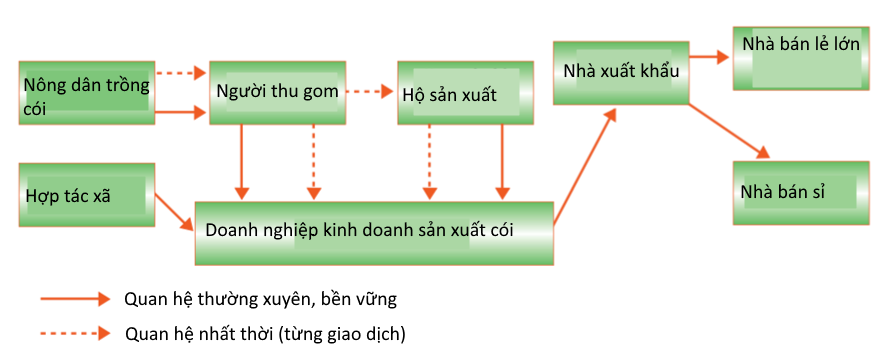 Nông dân trồng
cói
Người thu gom
Hộ sản xuất
Nhà xuất khẩu
Nhà bán lẻ lớn
Hợp tác xã
Doanh nghiệp kinh doanh sản xuất cói
Nhà bán sỉ
Quan hệ thường xuyên, bền vững
Quan hệ nhất thời (từng giao dịch)